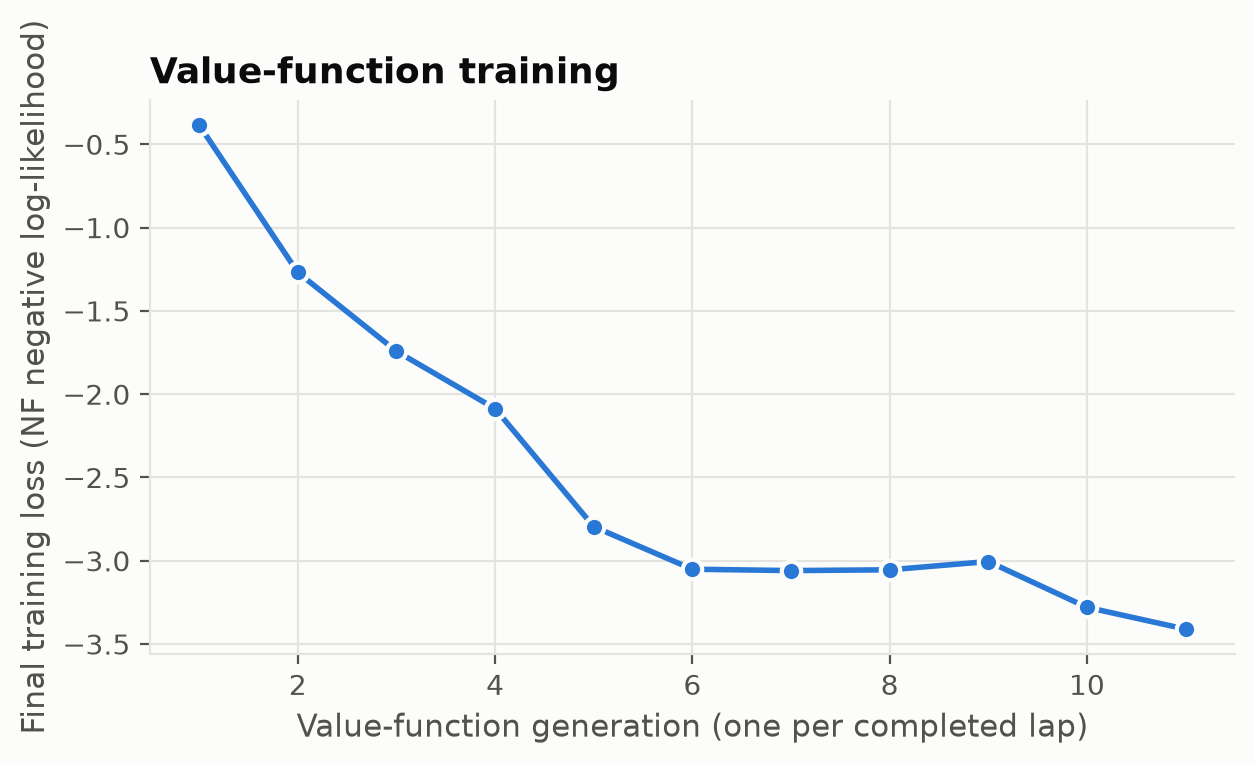 Value-function training
Final training loss (NF negative log-likelihood)
−0.5
−1.0
−1.5
−2.0
−2.5
−3.0
−3.5
2 4 6 8 10
Value-function generation (one per completed lap)